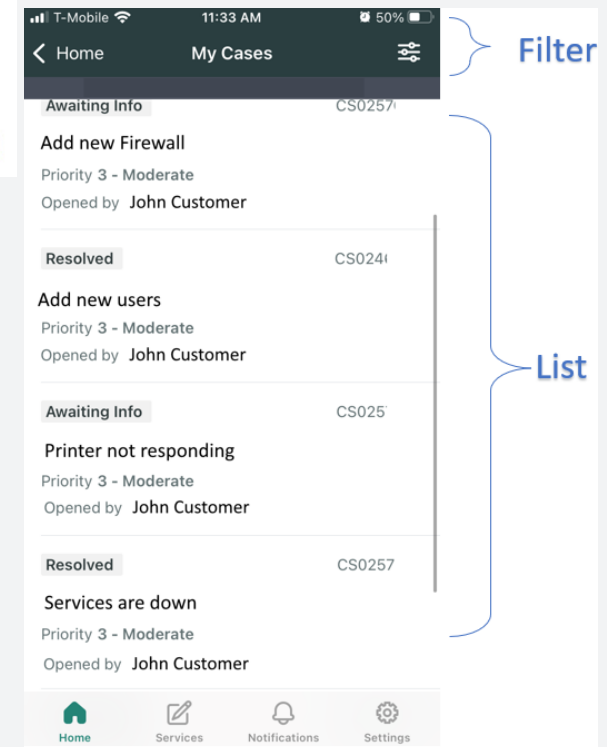 T-Mobile 11:33 AM 50%
Home My Cases
Filter
Awaiting Info CS0257
Add new Firewall
Priority 3 - Moderate
Opened by John Customer
Resolved CS024
Add new users
Priority 3 - Moderate
Opened by John Customer
List
Awaiting Info CS025
Printer not responding
Priority 3 - Moderate
Opened by John Customer
Resolved CS0257
Services are down
Priority 3 - Moderate
Opened by John Customer
Home Services Notifications Settings